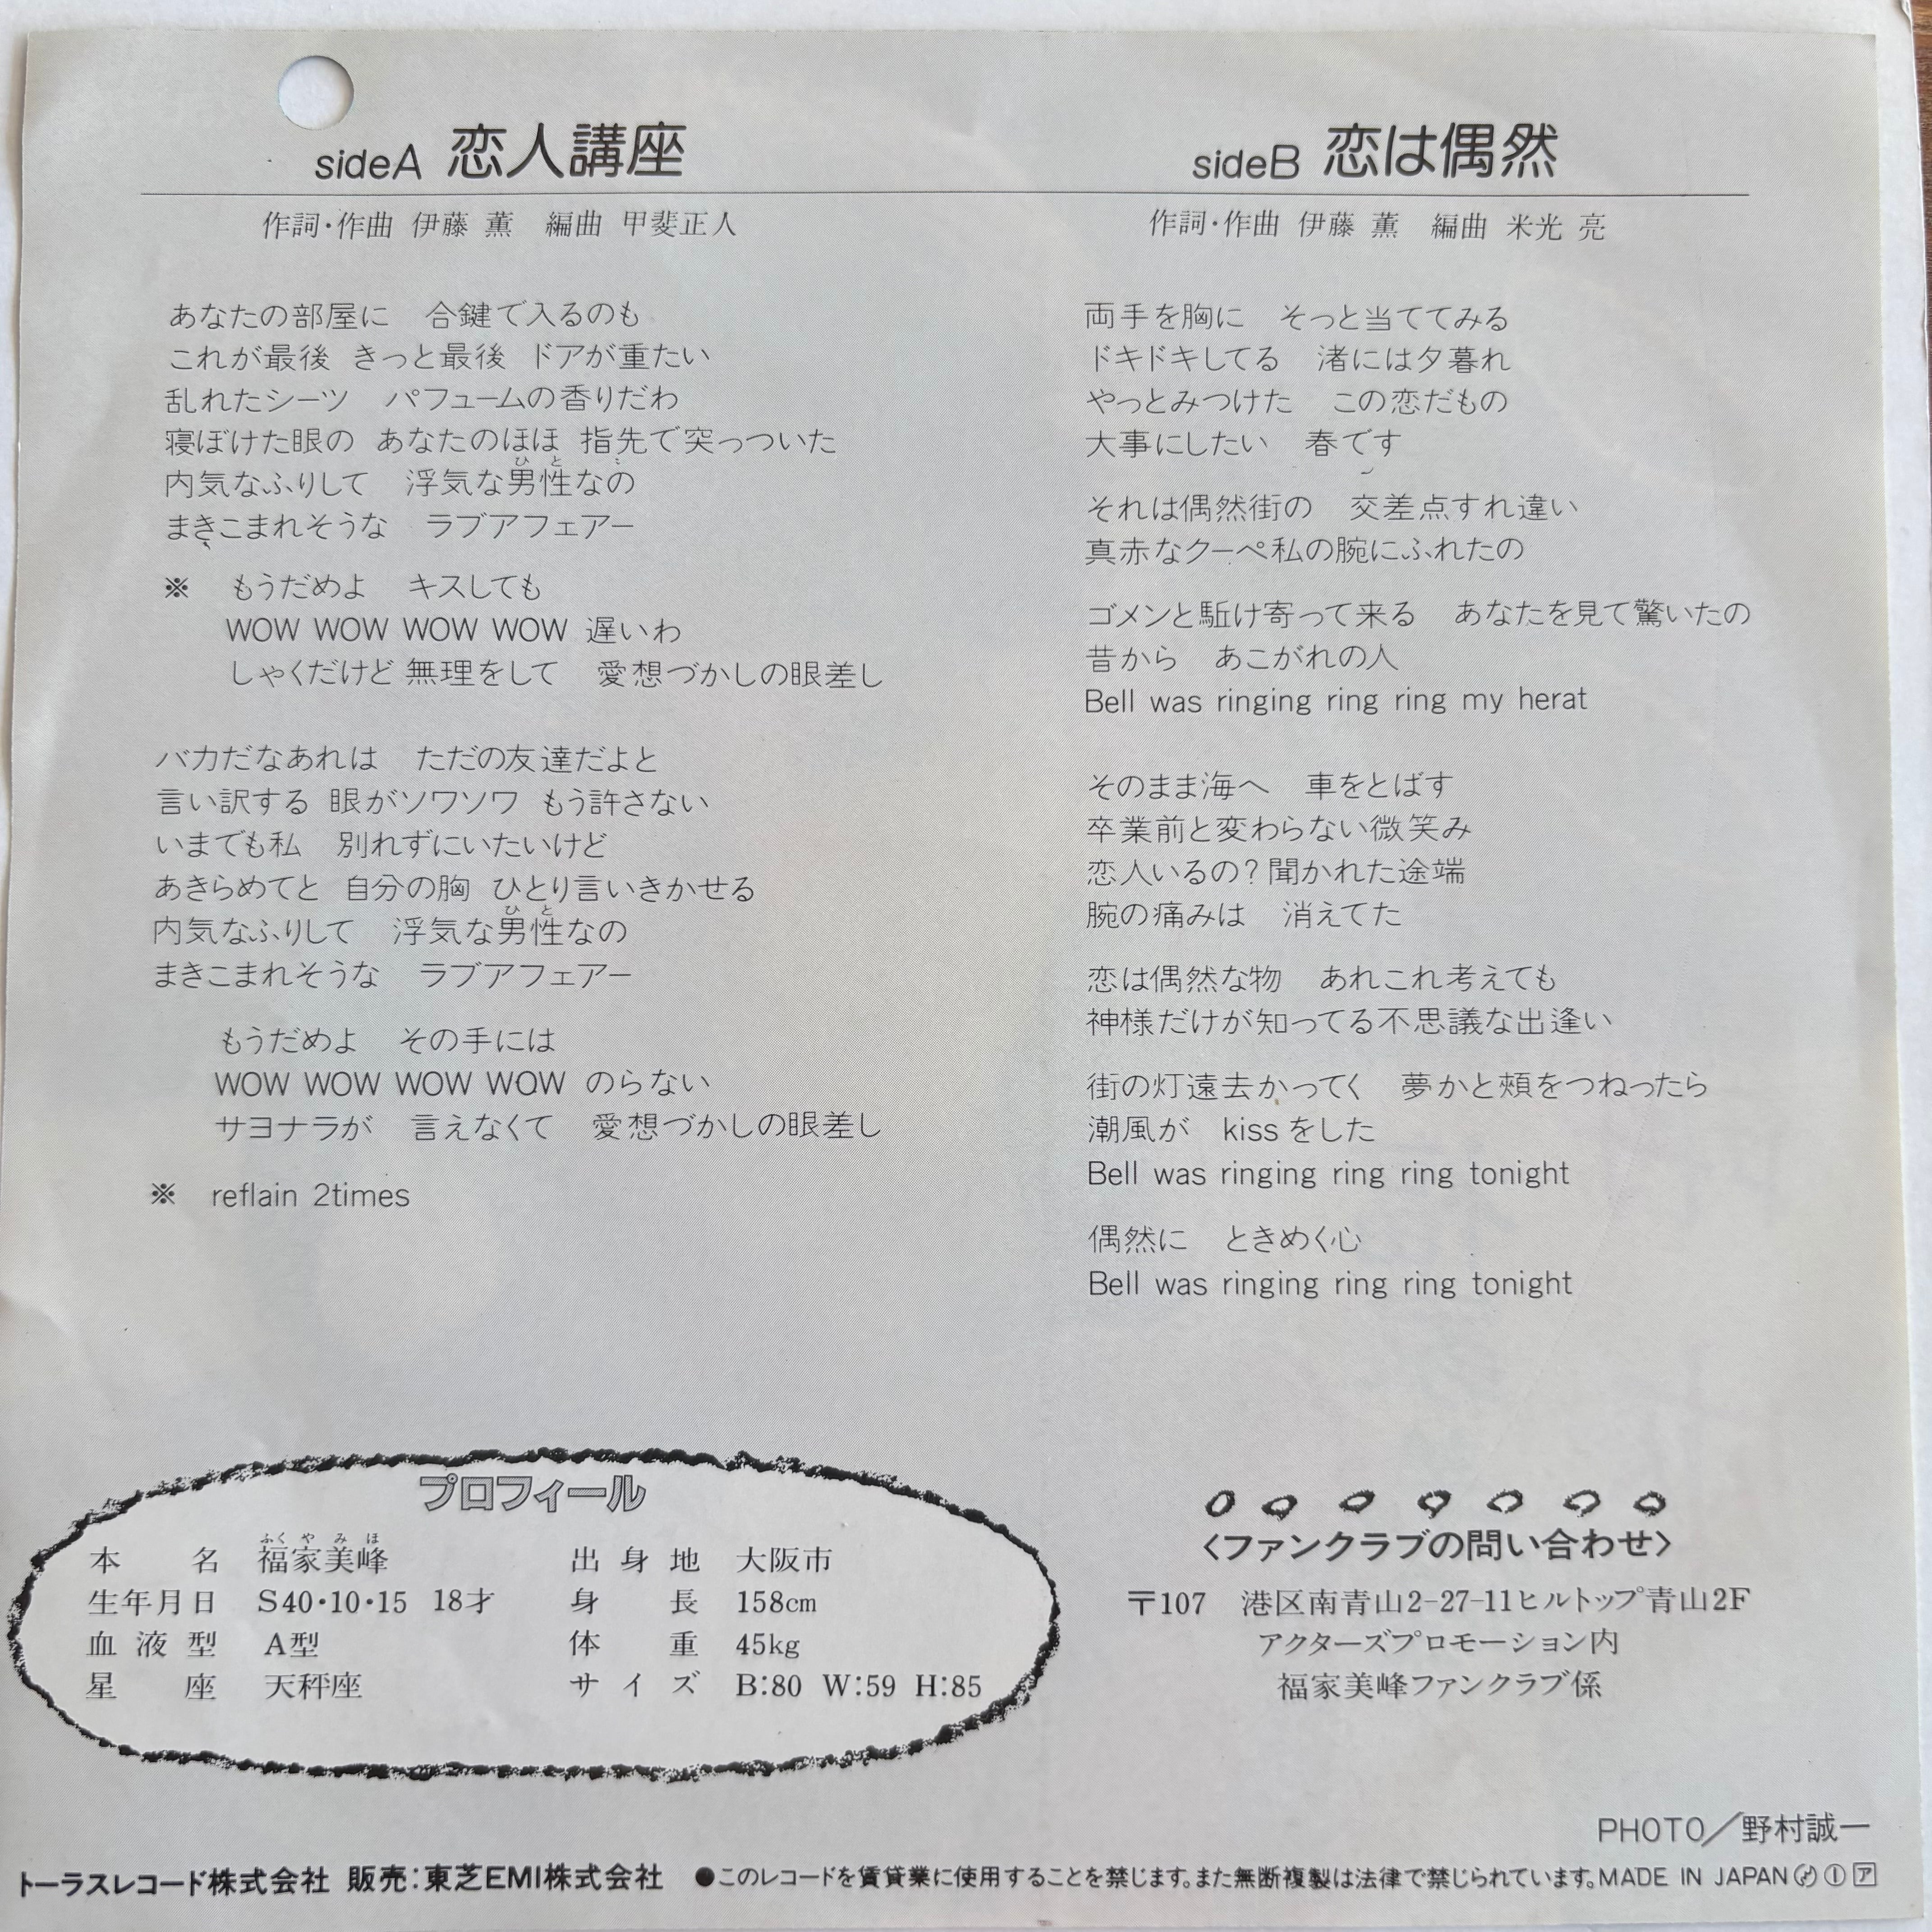 sideA 恋人講座
作詞・作曲 伊藤 薫 編曲 甲斐正人
あなたの部屋に 合鍵で入るのも
これが最後 きっと最後 ドアが重たい
乱れたシーツ パフュームの香りだわ
寝ぼけた眼の あなたのほほ 指先で突っついた
内気なふりして 浮気な男性なの
ひと
まきこまれそうな ラブアフェアー
※ もうだめよ キスしても
WOW WOW WOW WOW 遅いわ
しゃくだけど 無理をして 愛想づかしの眼差し
バカだなあれは ただの友達だよと
言い訳する 眼がソワソワ もう許さない
いまでも私 別れずにいたいけど
あきらめてと 自分の胸 ひとり言いきかせる
内気なふりして 浮気な男性なの
ひと
まきこまれそうな ラブアフェアー
もうだめよ その手には
WOW WOW WOW WOW のらない
サヨナラが 言えなくて 愛想づかしの眼差し
※ reflain 2times
sideB 恋は偶然
作詞・作曲 伊藤 薫 編曲 米光 亮
両手を胸に そっと当ててみる
ドキドキしてる 渚には夕暮れ
やっとみつけた この恋だもの
大事にしたい 春です
それは偶然街の 交差点すれ違い
真赤なクーペ私の腕にふれたの
ゴメンと駈け寄って来る あなたを見て驚いたの
昔から あこがれの人
Bell was ringing ring ring my herat
そのまま海へ 車をとばす
卒業前と変わらない微笑み
恋人いるの?聞かれた途端
腕の痛みは 消えてた
恋は偶然な物 あれこれ考えても
神様だけが知ってる不思議な出逢い
街の灯遠去かってく 夢かと頬をつねったら
潮風が kissをした
Bell was ringing ring ring tonight
偶然に ときめく心
Bell was ringing ring ring tonight
プロフィール
ふくやみほ
本名 福家美峰
生年月日 S40・10・15 18才
血液型 A型
星座 天秤座
出身地 大阪市
身長 158cm
体重 45kg
サイズ B:80 W:59 H:85
〈ファンクラブの問い合わせ〉
〒107 港区南青山2-27-11ヒルトップ青山2F
アクターズプロモーション内
福家美峰ファンクラブ係
PHOTO/野村誠一
トーラスレコード株式会社 販売:東芝EMI株式会社 ●このレコードを賃貸業に使用することを禁じます。また無断複製は法律で禁じられています。MADE IN JAPAN Ⓘ ア